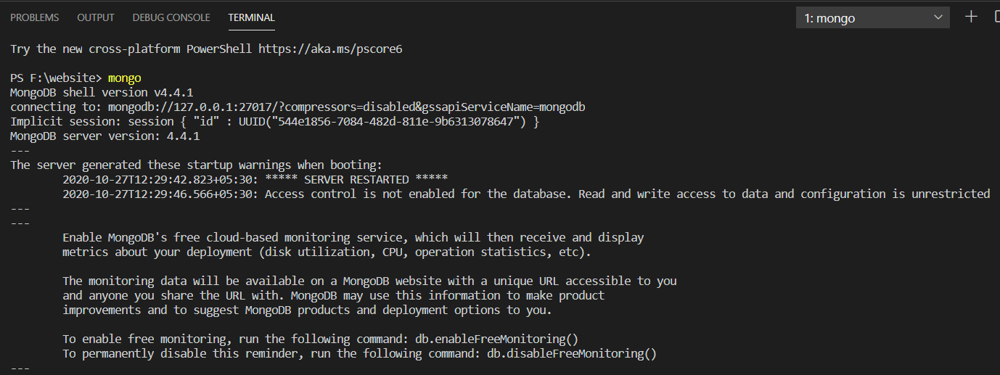 PROBLEMS OUTPUT DEBUG CONSOLE TERMINAL 1: mongo
Try the new cross-platform PowerShell https://aka.ms/pscore6
PS F:\website> mongo
MongoDB shell version v4.4.1
connecting to: mongodb://127.0.0.1:27017/?compressors=disabled&gssapiServiceName=mongodb
Implicit session: session { "id" : UUID("544e1856-7084-482d-811e-9b6313078647") }
MongoDB server version: 4.4.1
---
The server generated these startup warnings when booting:
2020-10-27T12:29:42.823+05:30: ***** SERVER RESTARTED *****
2020-10-27T12:29:46.566+05:30: Access control is not enabled for the database. Read and write access to data and configuration is unrestricted
---
---
Enable MongoDB's free cloud-based monitoring service, which will then receive and display
metrics about your deployment (disk utilization, CPU, operation statistics, etc).
The monitoring data will be available on a MongoDB website with a unique URL accessible to you
and anyone you share the URL with. MongoDB may use this information to make product
improvements and to suggest MongoDB products and deployment options to you.
To enable free monitoring, run the following command: db.enableFreeMonitoring()
To permanently disable this reminder, run the following command: db.disableFreeMonitoring()
---